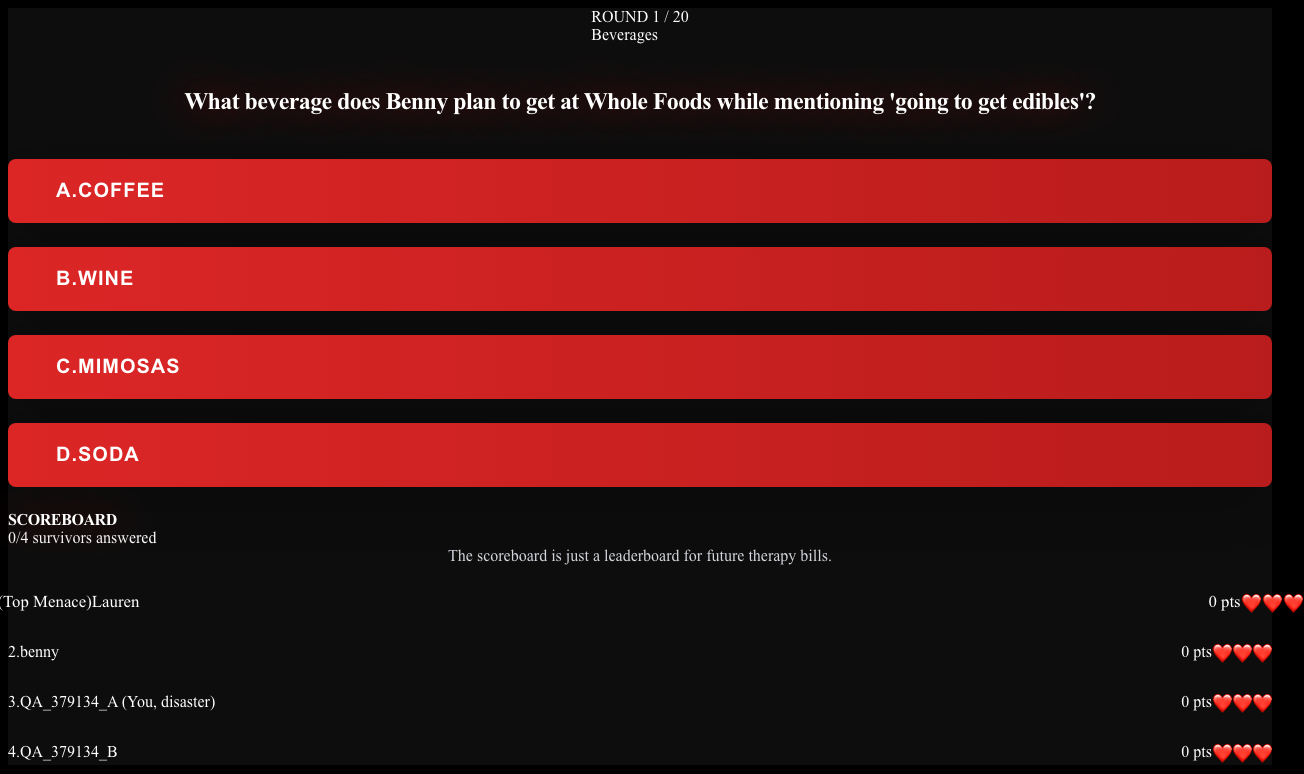 ROUND 1 / 20
Beverages
What beverage does Benny plan to get at Whole Foods while mentioning 'going to get edibles'?
A.COFFEE
B.WINE
C.MIMOSAS
D.SODA
SCOREBOARD
0/4 survivors answered
The scoreboard is just a leaderboard for future therapy bills.
(Top Menace)Lauren 0 pts❤️❤️❤️
2.benny 0 pts❤️❤️❤️
3.QA_379134_A (You, disaster) 0 pts❤️❤️❤️
4.QA_379134_B 0 pts❤️❤️❤️